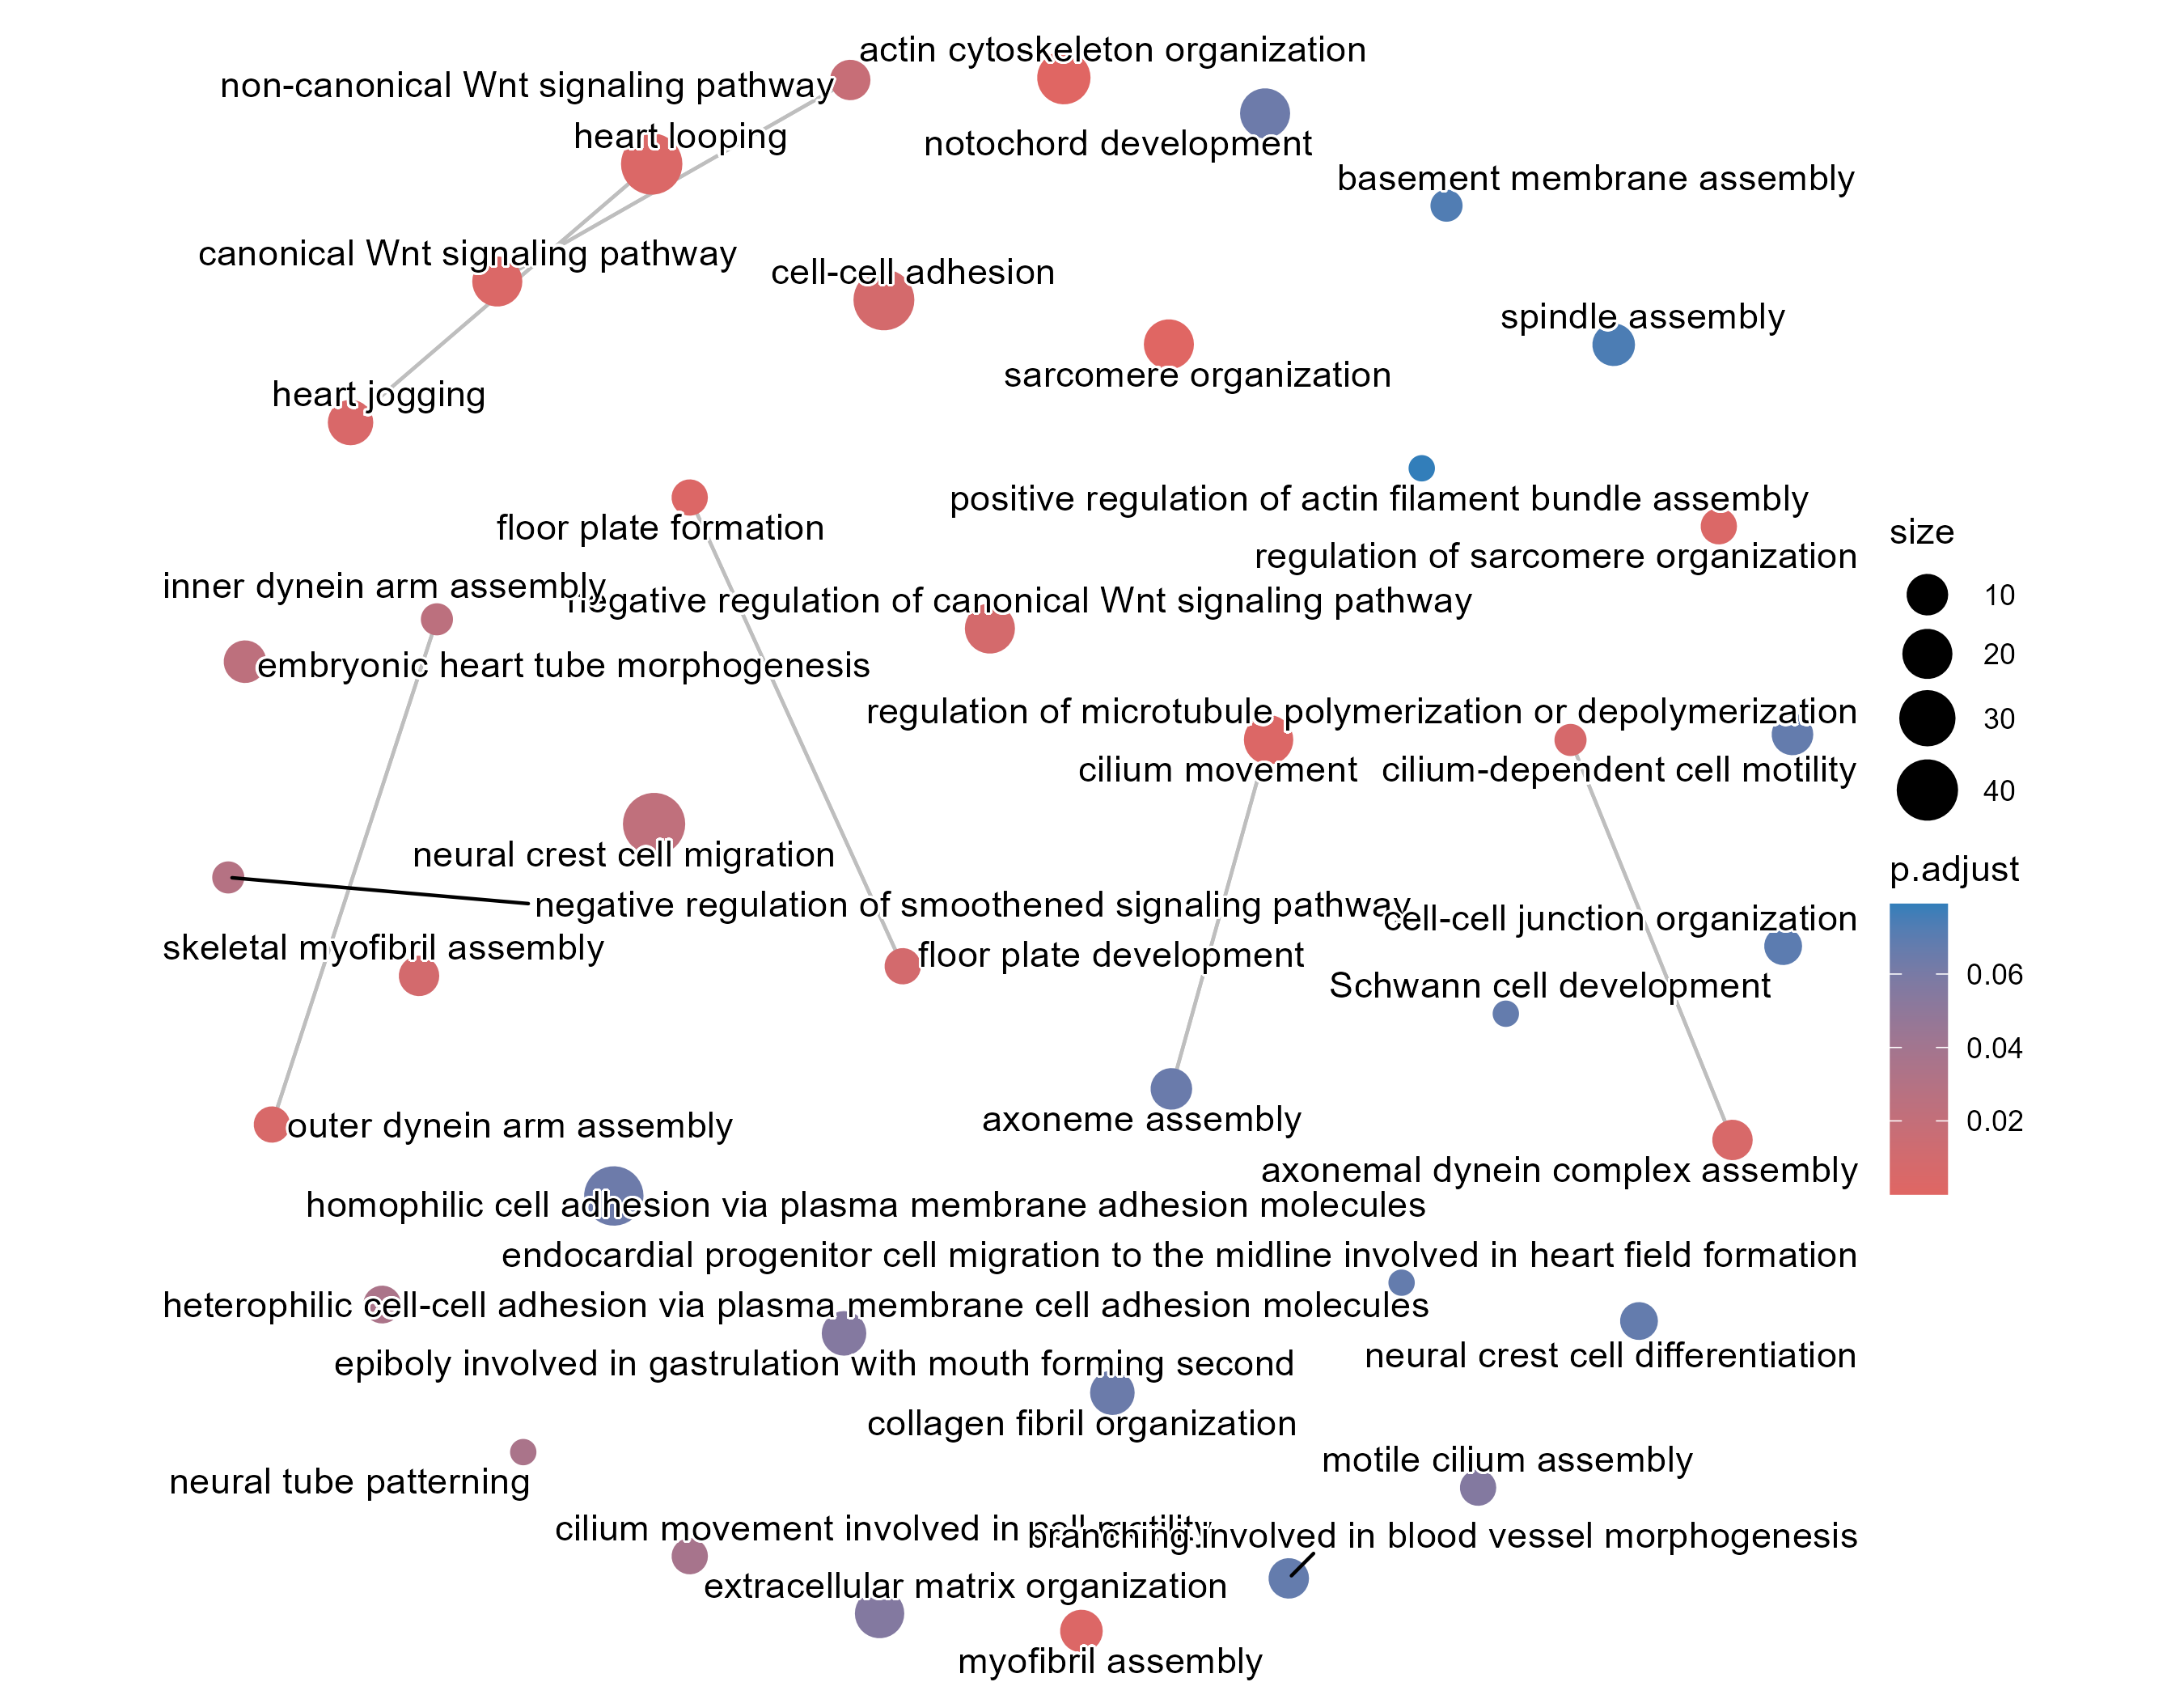 actin cytoskeleton organization
non-canonical Wnt signaling pathway
heart looping
notochord development
basement membrane assembly
canonical Wnt signaling pathway
cell-cell adhesion
spindle assembly
sarcomere organization
heart jogging
positive regulation of actin filament bundle assembly
floor plate formation
regulation of sarcomere organization
size
inner dynein arm assembly
negative regulation of canonical Wnt signaling pathway
10
20
embryonic heart tube morphogenesis
regulation of microtubule polymerization or depolymerization
30
cilium movement
cilium-dependent cell motility
40
neural crest cell migration
p.adjust
negative regulation of smoothened signaling pathway
cell-cell junction organization
skeletal myofibril assembly
floor plate development
0.06
Schwann cell development
0.04
axoneme assembly
outer dynein arm assembly
0.02
axonemal dynein complex assembly
homophilic cell adhesion via plasma membrane adhesion molecules
endocardial progenitor cell migration to the midline involved in heart field formation
heterophilic cell-cell adhesion via plasma membrane cell adhesion molecules
neural crest cell differentiation
epiboly involved in gastrulation with mouth forming second
collagen fibril organization
motile cilium assembly
neural tube patterning
cilium movement involved in cell motility
branching involved in blood vessel morphogenesis
extracellular matrix organization
myofibril assembly